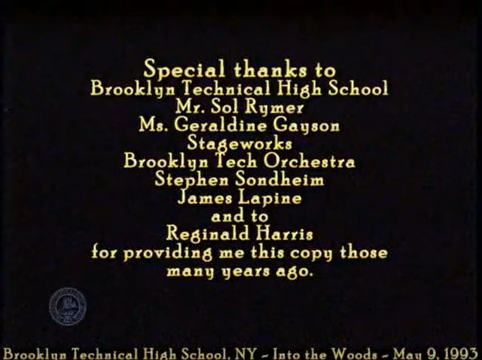 Special thanks to
Brooklyn Technical High School
Mr. Sol Rymer
Ms. Geraldine Gayson
Stageworks
Brooklyn Tech Orchestra
Stephen Sondheim
James Lapine
and to
Reginald Harris
for providing me this copy those
many years ago.
Brooklyn Technical High School, NY - Into the Woods - May 9, 1993